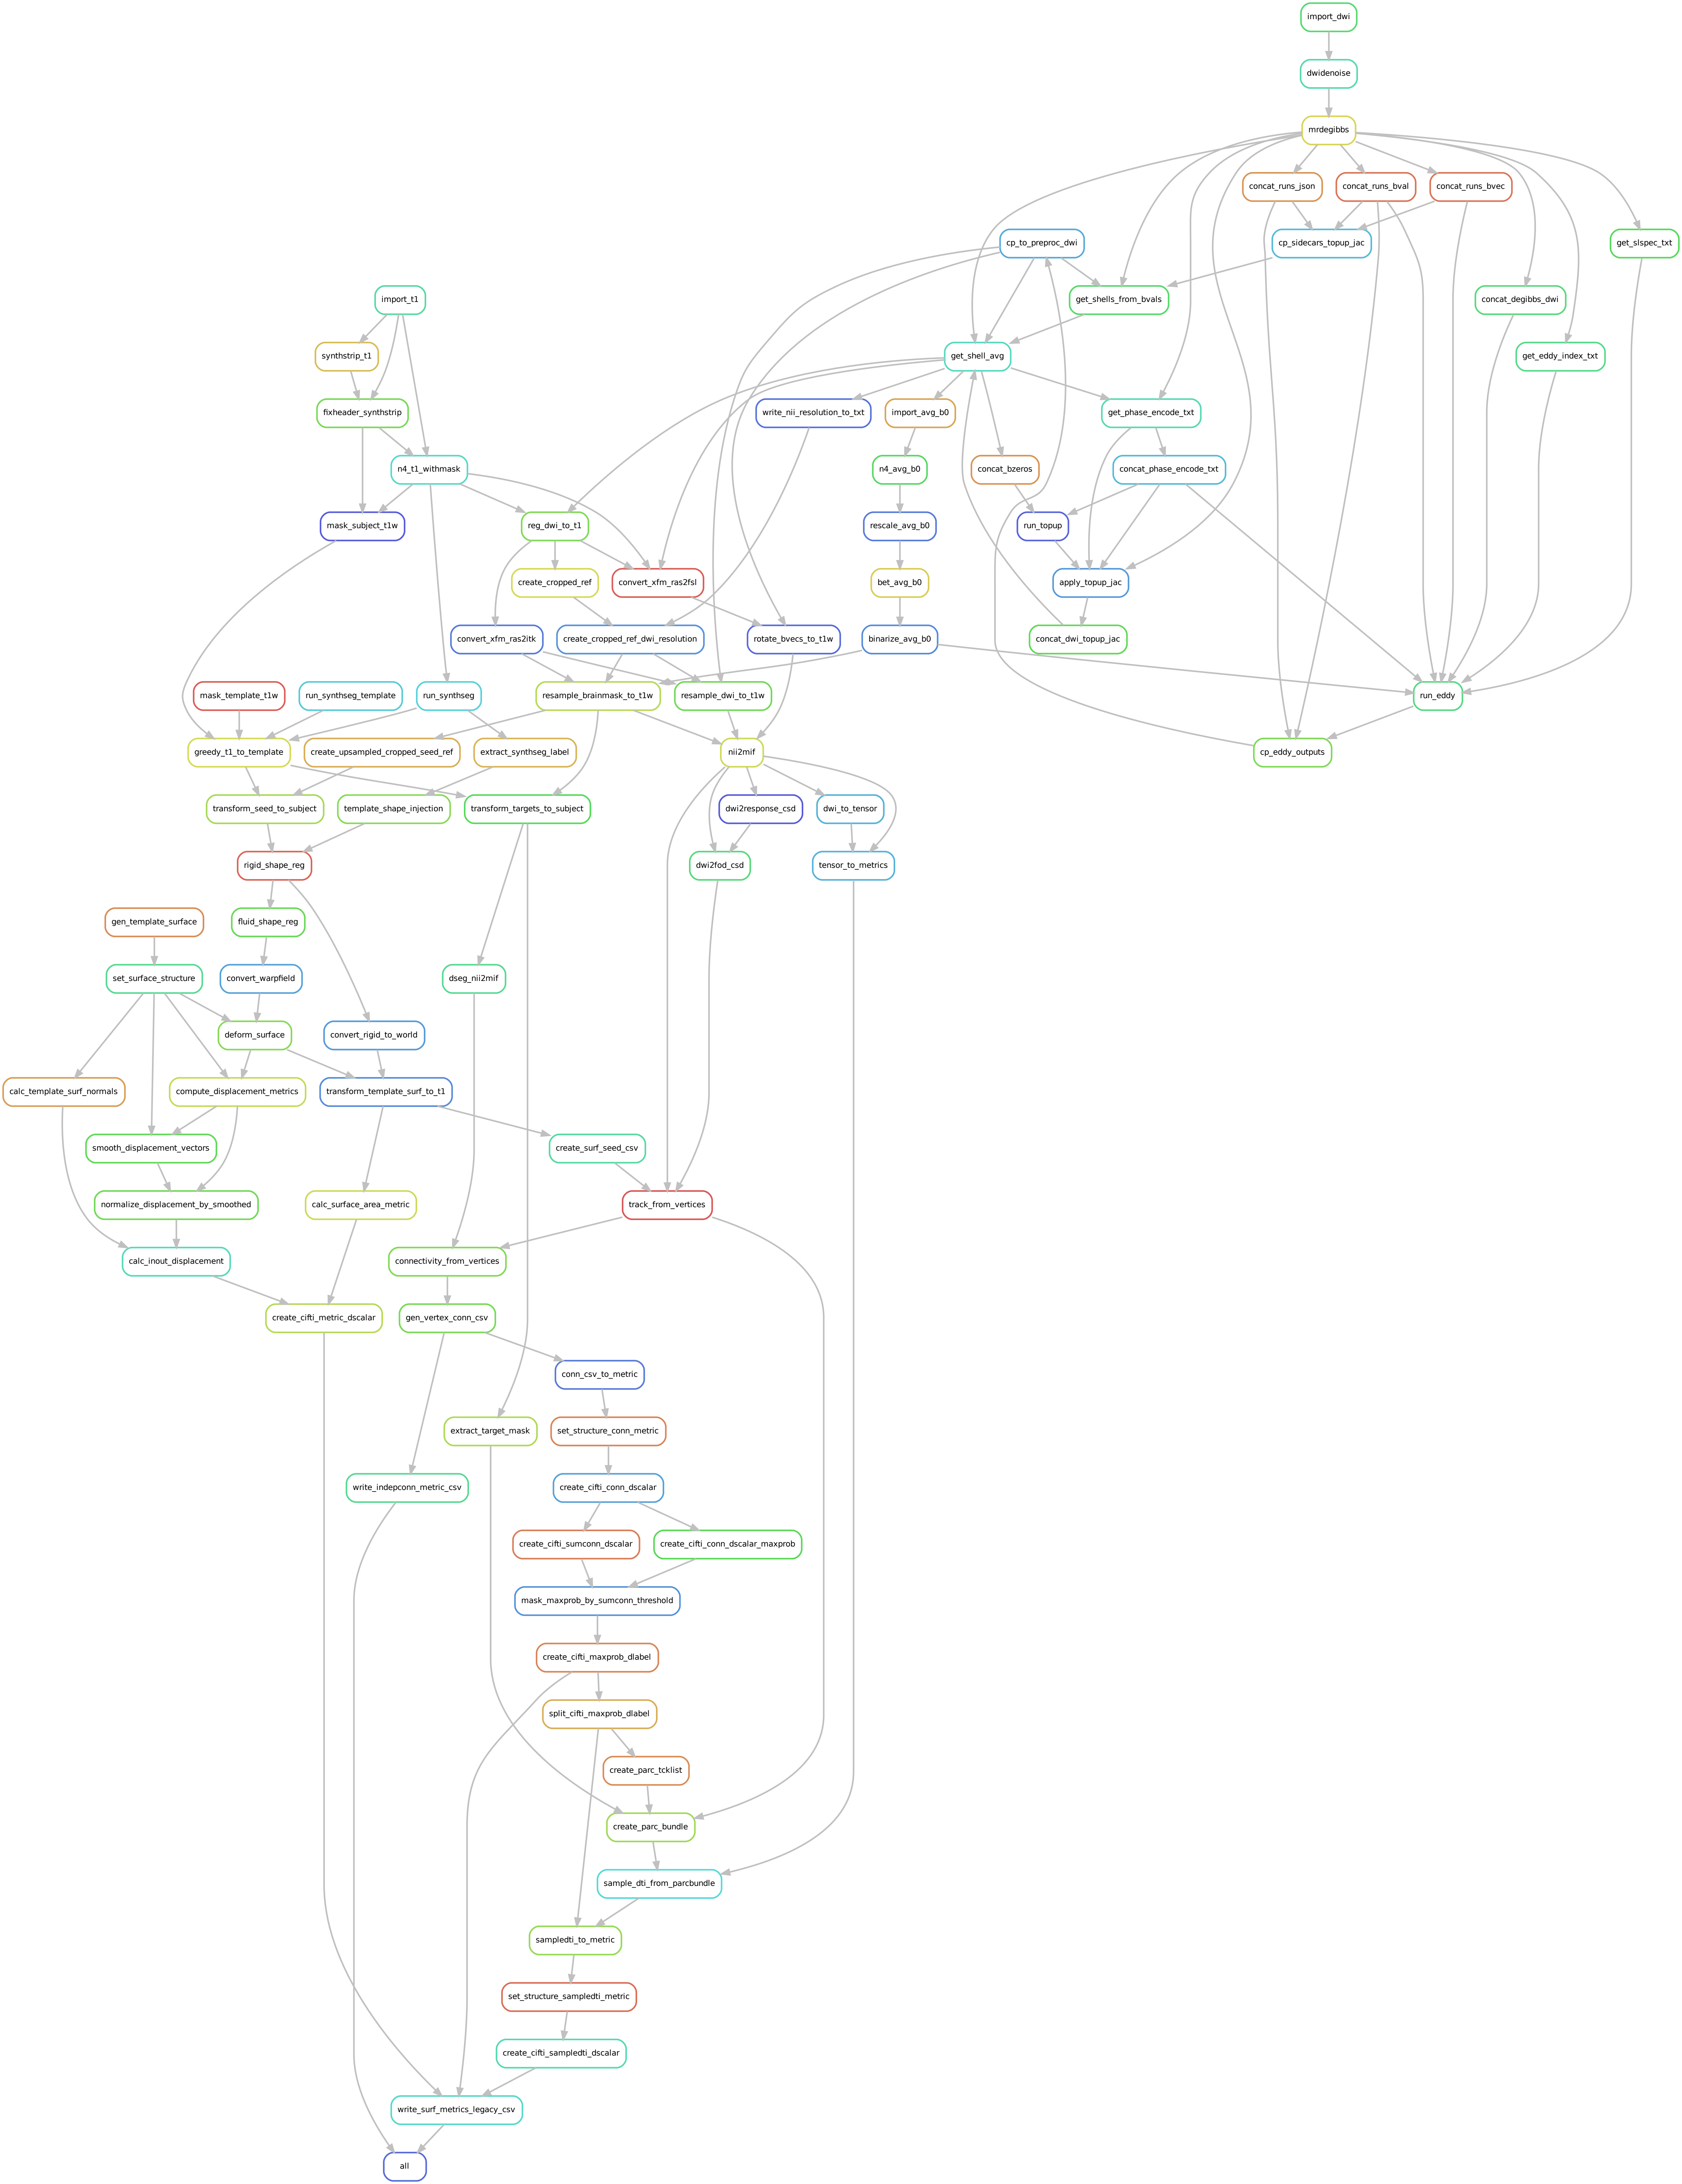 import_dwi
dwidenoise
mrdegibbs
concat_runs_json
concat_runs_bval
concat_runs_bvec
cp_to_preproc_dwi
cp_sidecars_topup_jac
get_slspec_txt
import_t1
get_shells_from_bvals
concat_degibbs_dwi
synthstrip_t1
get_shell_avg
get_eddy_index_txt
fixheader_synthstrip
write_nii_resolution_to_txt
import_avg_b0
get_phase_encode_txt
n4_t1_withmask
n4_avg_b0
concat_bzeros
concat_phase_encode_txt
mask_subject_t1w
reg_dwi_to_t1
rescale_avg_b0
run_topup
create_cropped_ref
convert_xfm_ras2fsl
bet_avg_b0
apply_topup_jac
convert_xfm_ras2itk
create_cropped_ref_dwi_resolution
rotate_bvecs_to_t1w
binarize_avg_b0
concat_dwi_topup_jac
mask_template_t1w
run_synthseg_template
run_synthseg
resample_brainmask_to_t1w
resample_dwi_to_t1w
run_eddy
greedy_t1_to_template
create_upsampled_cropped_seed_ref
extract_synthseg_label
nii2mif
cp_eddy_outputs
transform_seed_to_subject
template_shape_injection
transform_targets_to_subject
dwi2response_csd
dwi_to_tensor
rigid_shape_reg
dwi2fod_csd
tensor_to_metrics
gen_template_surface
fluid_shape_reg
set_surface_structure
convert_warpfield
dseg_nii2mif
deform_surface
convert_rigid_to_world
calc_template_surf_normals
compute_displacement_metrics
transform_template_surf_to_t1
smooth_displacement_vectors
create_surf_seed_csv
normalize_displacement_by_smoothed
calc_surface_area_metric
track_from_vertices
calc_inout_displacement
connectivity_from_vertices
create_cifti_metric_dscalar
gen_vertex_conn_csv
conn_csv_to_metric
extract_target_mask
set_structure_conn_metric
write_indepconn_metric_csv
create_cifti_conn_dscalar
create_cifti_sumconn_dscalar
create_cifti_conn_dscalar_maxprob
mask_maxprob_by_sumconn_threshold
create_cifti_maxprob_dlabel
split_cifti_maxprob_dlabel
create_parc_tcklist
create_parc_bundle
sample_dti_from_parcbundle
sampledti_to_metric
set_structure_sampledti_metric
create_cifti_sampledti_dscalar
write_surf_metrics_legacy_csv
all